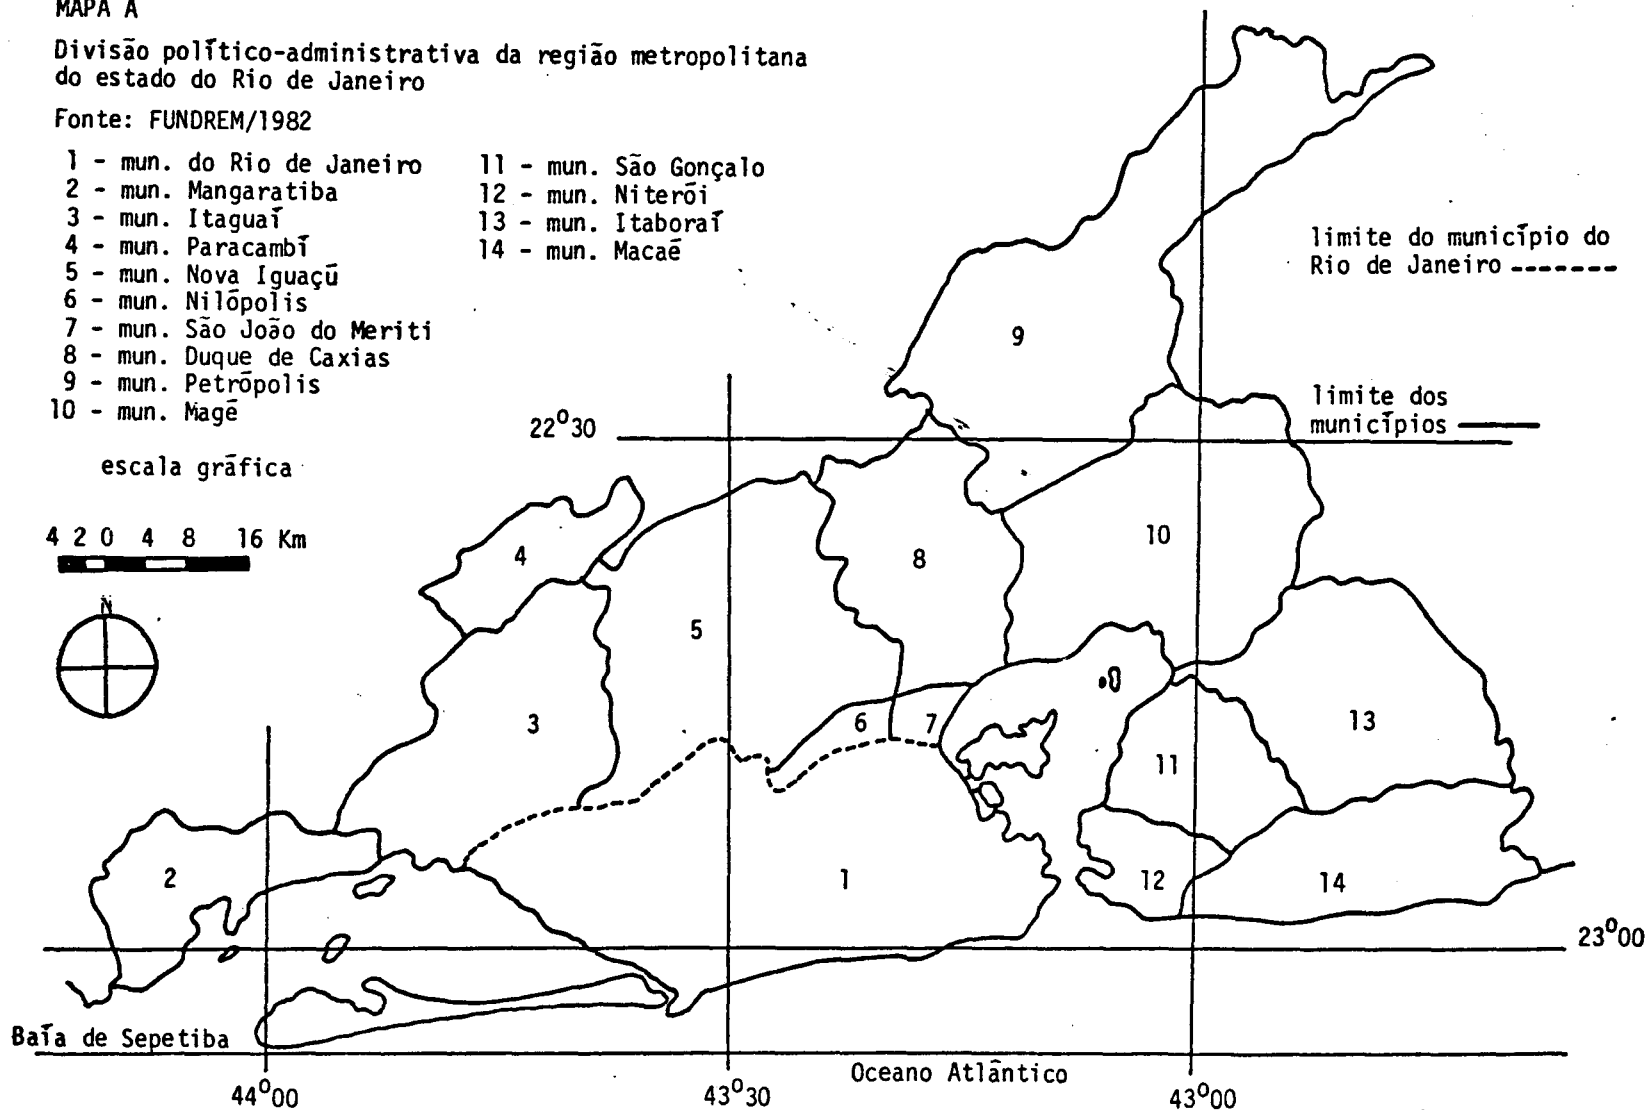 MAPA A
Divisão político-administrativa da região metropolitana
do estado do Rio de Janeiro
Fonte: FUNDREM/1982
1 - mun. do Rio de Janeiro
2 - mun. Mangaratiba
3 - mun. Itaguaí
4 - mun. Paracambí
5 - mun. Nova Iguaçú
6 - mun. Nilópolis
7 - mun. São João do Meriti
8 - mun. Duque de Caxias
9 - mun. Petrópolis
10 - mun. Magé
11 - mun. São Gonçalo
12 - mun. Niterói
13 - mun. Itaboraí
14 - mun. Macaé
limite do município do
Rio de Janeiro -------
limite dos
municípios
escala gráfica
4 2 0 4 8 16 Km
N
22°30
9
10
4
8
5
3
6
7
13
11
2
1
12
14
23°00
Baía de Sepetiba
Oceano Atlântico
44°00
43°30
43°00